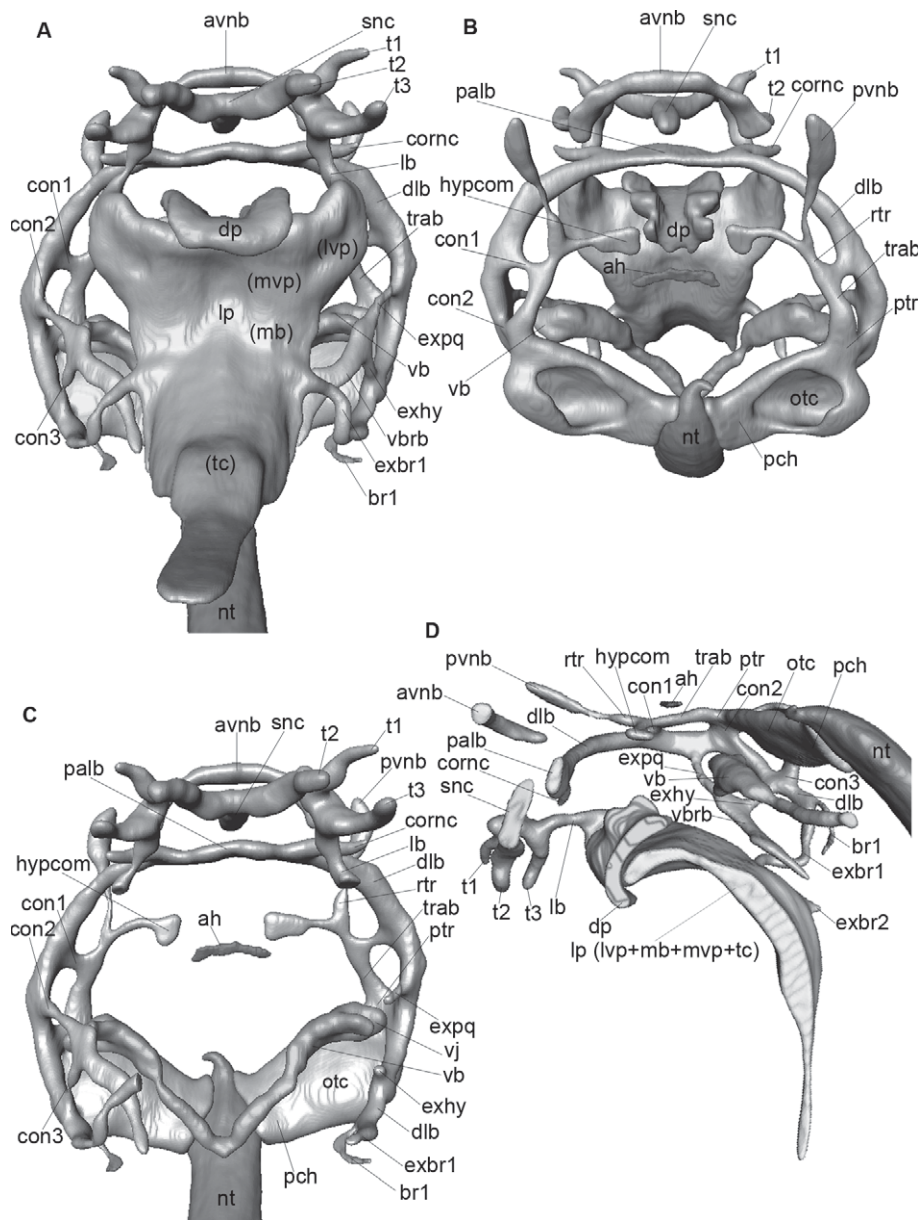 A
avnb
snc
t1
t2
t3
cornc
lb
dlb
trab
con1
con2
dp
(lvp)
(mvp)
lp
(mb)
expq
vb
exhy
vbrb
exbr1
br1
con3
(tc)
nt
B
avnb
snc
t1
t2
cornc
pvnb
palb
hypcom
dlb
rtr
trab
con1
dp
ah
con2
ptr
vb
otc
nt
pch
C
avnb
snc
t2
t1
pvnb
t3
palb
cornc
lb
dlb
rtr
trab
ptr
hypcom
con1
con2
ah
expq
vj
vb
otc
exhy
dlb
con3
exbr1
pch
br1
nt
D
pvnb
rtr
hypcom
con1
ah
trab
ptr
con2
otc
pch
avnb
dlb
palb
cornc
snc
nt
expq
vb
exhy
vbrb
con3
dlb
br1
exbr1
t1
t2
t3
lb
dp
exbr2
lp (lvp+mb+mvp+tc)